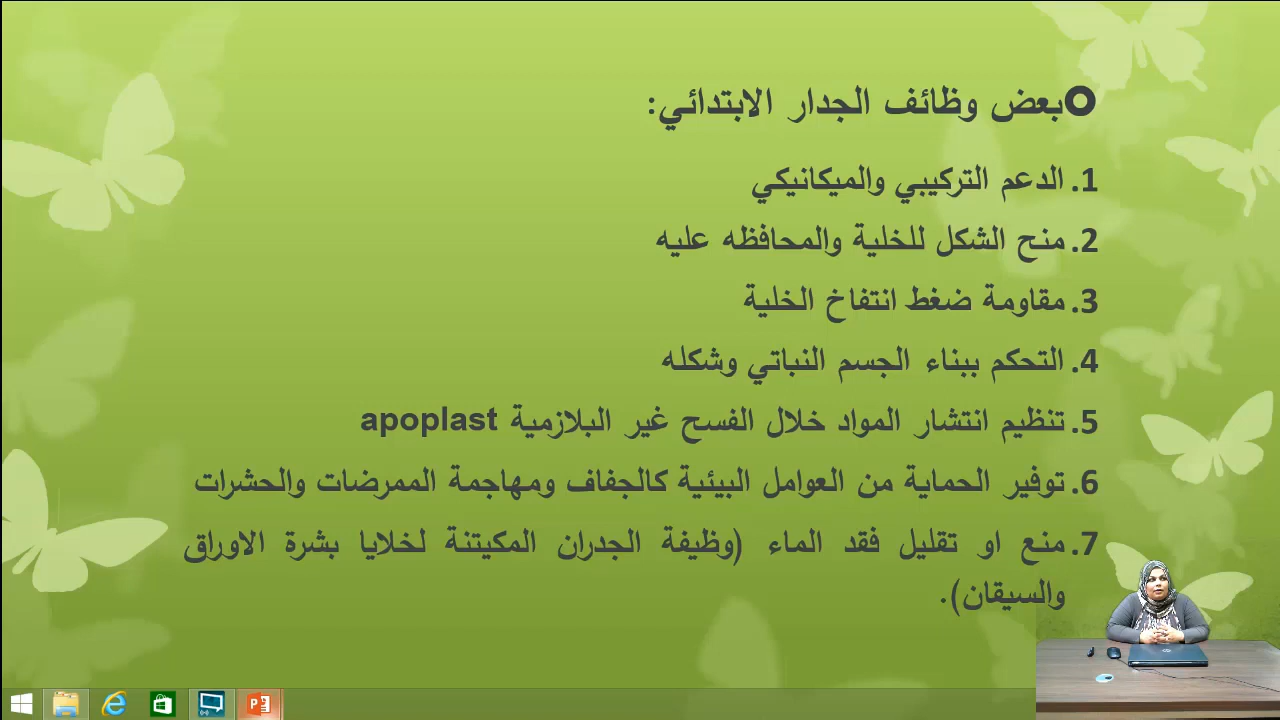 بعض وظائف الجدار الابتدائي:
1. الدعم التركيبي والميكانيكي
2. منح الشكل للخلية والمحافظه عليه
3. مقاومة ضغط انتفاخ الخلية
4. التحكم ببناء الجسم النباتي وشكله
5. تنظيم انتشار المواد خلال الفسح غير البلازمية apoplast
6. توفير الحماية من العوامل البيئية كالجفاف ومهاجمة الممرضات والحشرات
7. منع او تقليل فقد الماء (وظيفة الجدران المكيتنة لخلايا بشرة الاوراق
والسيقان).